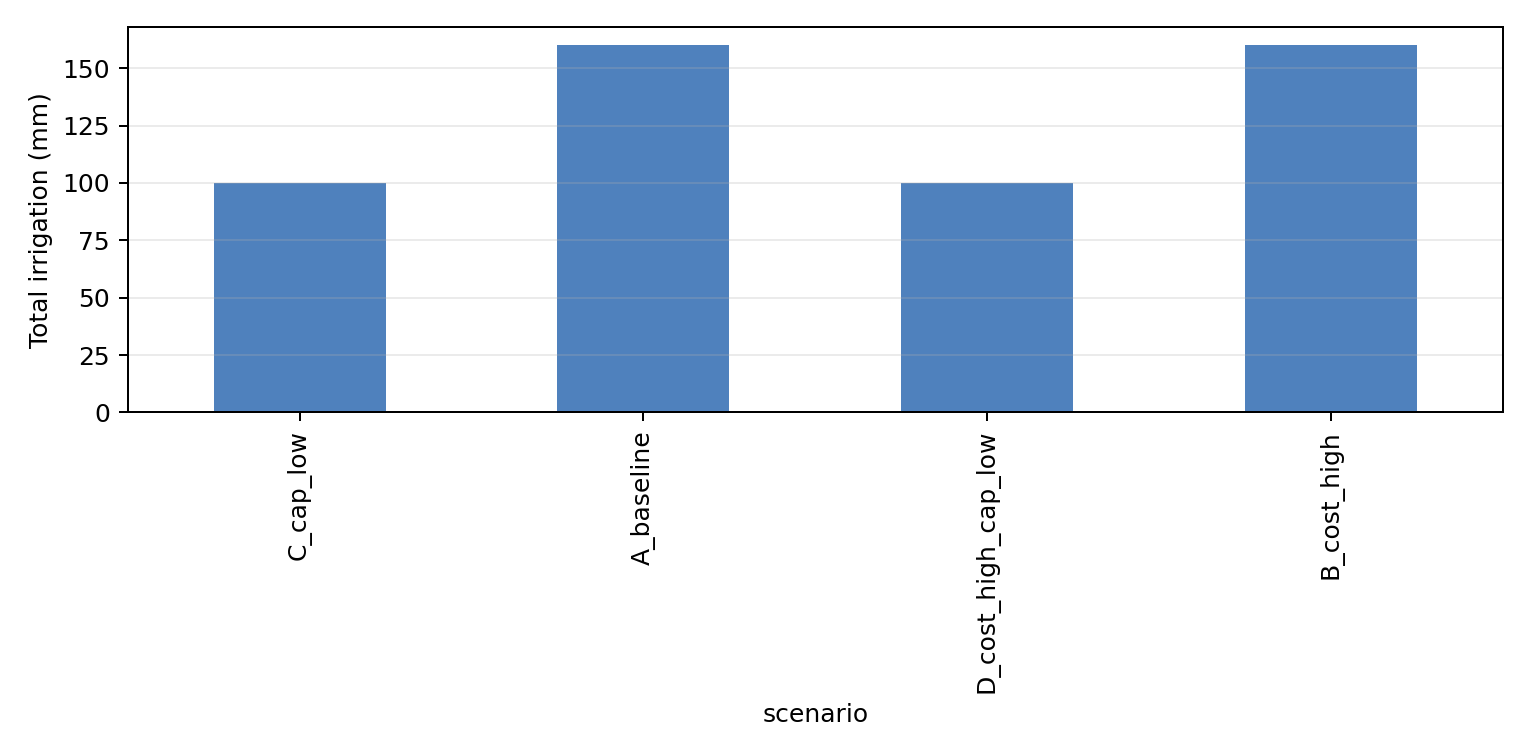 Total irrigation (mm)
150
125
100
75
50
25
0
C_cap_low
A_baseline
D_cost_high_cap_low
B_cost_high
scenario